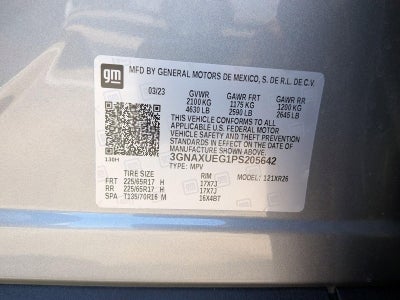 gm
MFD BY GENERAL MOTORS DE MEXICO, S. DE R.L. DE C.V.
03/23 GVWR GAWR FRT GAWR RR
2100 KG 1175 KG 1200 KG
4630 LB 2590 LB 2645 LB
THIS VEHICLE CONFORMS TO ALL
APPLICABLE U.S. FEDERAL MOTOR
VEHICLE SAFETY AND THEFT PREVENTION
STANDARDS IN EFFECT ON THE DATE OF
MANUFACTURE SHOWN ABOVE.
3GNAXUEG1PS205642
TYPE: MPV MODEL: 1XR26
TIRE SIZE RIM
FRT 225/65R17 H 17X7J
RR 225/65R17 H 17X7J
SPA T135/70R16 M 16X4BT